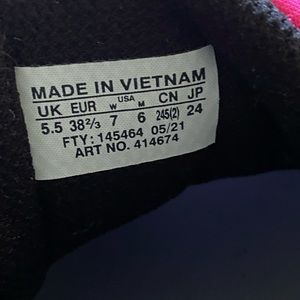 MADE IN VIETNAM
UK EUR USA W M CN JP
5.5 38⅔ 7 6 245(2) 24
FTY: 145464 05/21
ART NO. 414674